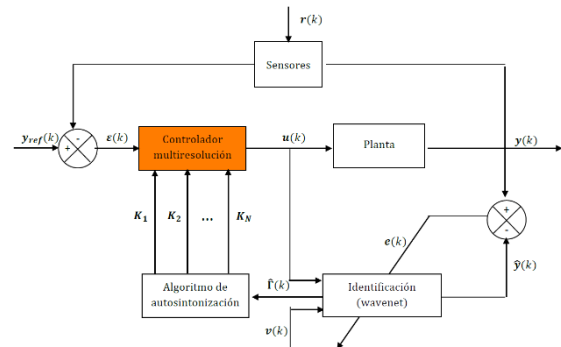 r(k)
Sensores
y_ref(k)
-
+
ε(k)
Controlador
multiresolución
u(k)
Planta
y(k)
K_1
K_2
...
K_N
e(k)
+
-
ŷ(k)
Algoritmo de
autosintonización
Γ̂(k)
Identificación
(wavenet)
v(k)